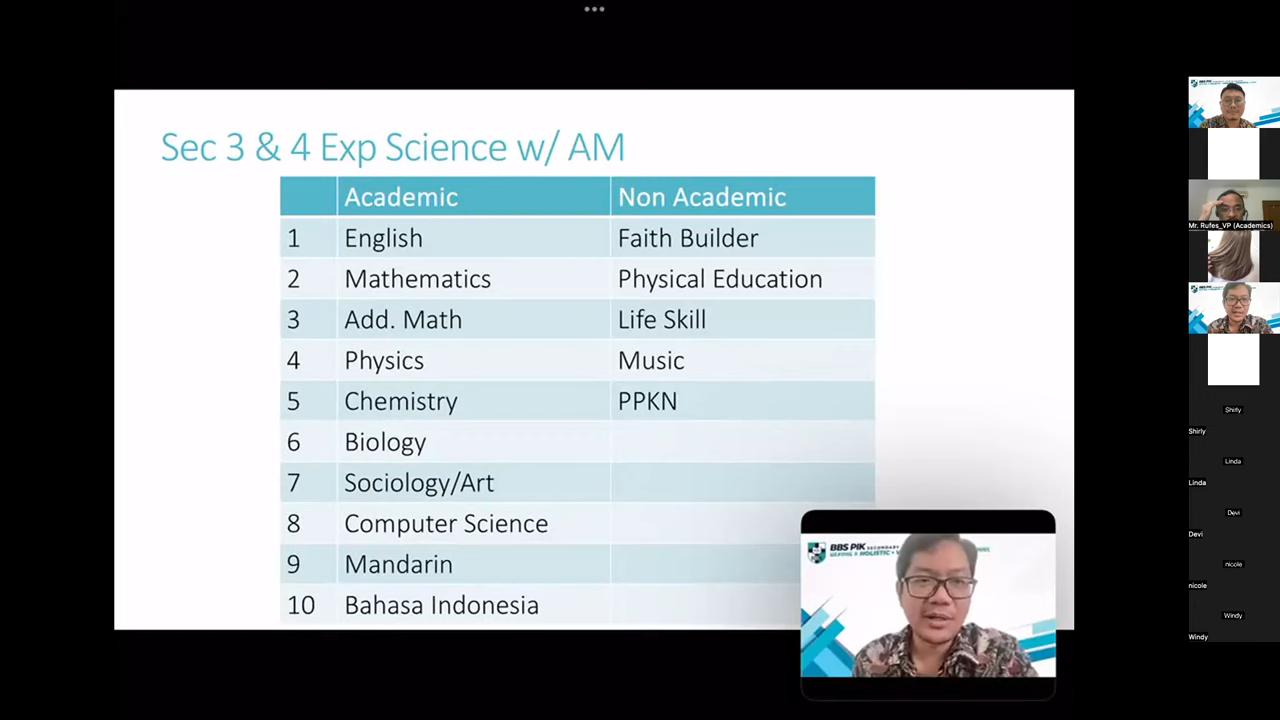 Sec 3 & 4 Exp Science w/ AM
Academic Non Academic
1 English Faith Builder
2 Mathematics Physical Education
3 Add. Math Life Skill
4 Physics Music
5 Chemistry PPKN
6 Biology
7 Sociology/Art
8 Computer Science
9 Mandarin
10 Bahasa Indonesia
BBS PIK SECONDARY
Mr. Rufes_VP (Academics)
Shirly
Shirly
Linda
Linda
Devi
Devi
nicole
nicole
Windy
Windy